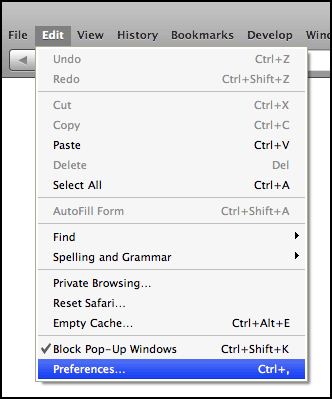 File Edit View History Bookmarks Develop
Undo Ctrl+Z
Redo Ctrl+Shift+Z
Cut Ctrl+X
Copy Ctrl+C
Paste Ctrl+V
Delete Del
Select All Ctrl+A
AutoFill Form Ctrl+Shift+A
Find
Spelling and Grammar
Private Browsing...
Reset Safari...
Empty Cache... Ctrl+Alt+E
Block Pop-Up Windows Ctrl+Shift+K
Preferences... Ctrl+,